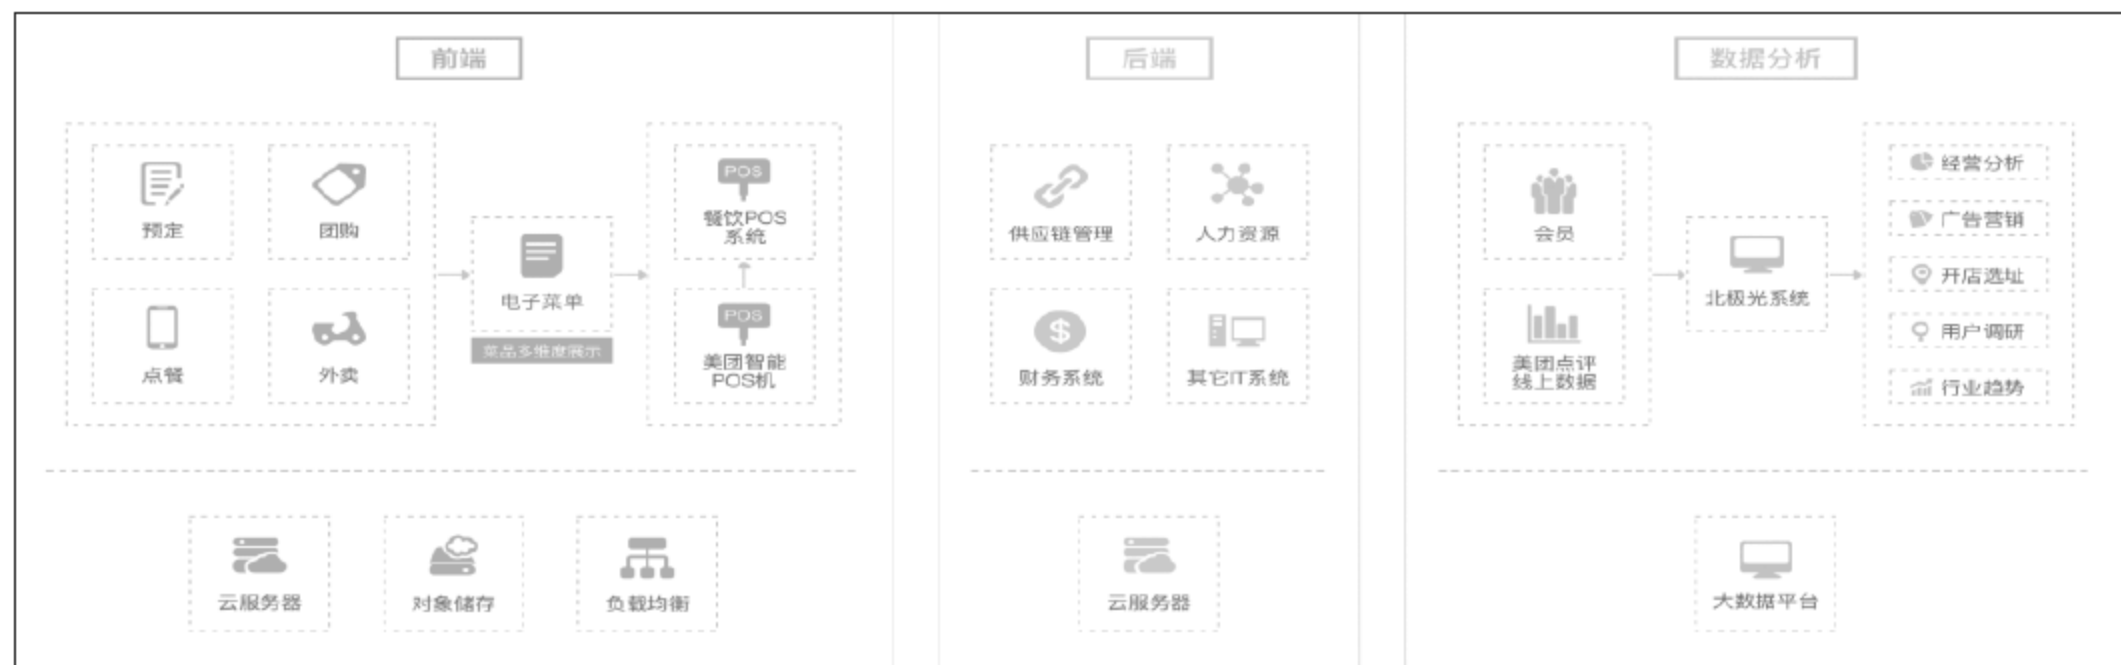 前端
预定
团购
点餐
外卖
电子菜单
菜品多维度展示
POS
餐饮POS
系统
POS
美团智能
POS机
云服务器
对象储存
负载均衡
后端
供应链管理
人力资源
$
财务系统
其它IT系统
云服务器
数据分析
会员
美团点评
线上数据
北极光系统
经营分析
广告营销
开店选址
用户调研
行业趋势
大数据平台